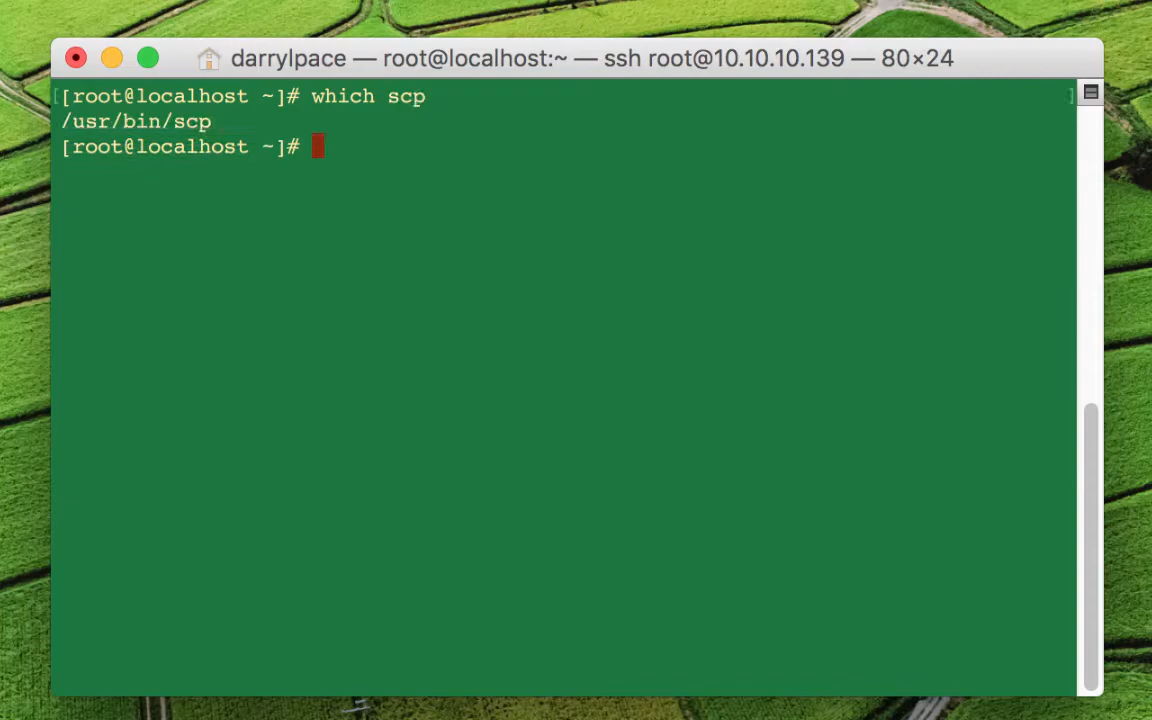 darrylpace — root@localhost:~ — ssh root@10.10.10.139 — 80×24
[[root@localhost ~]# which scp ]
/usr/bin/scp
[root@localhost ~]#